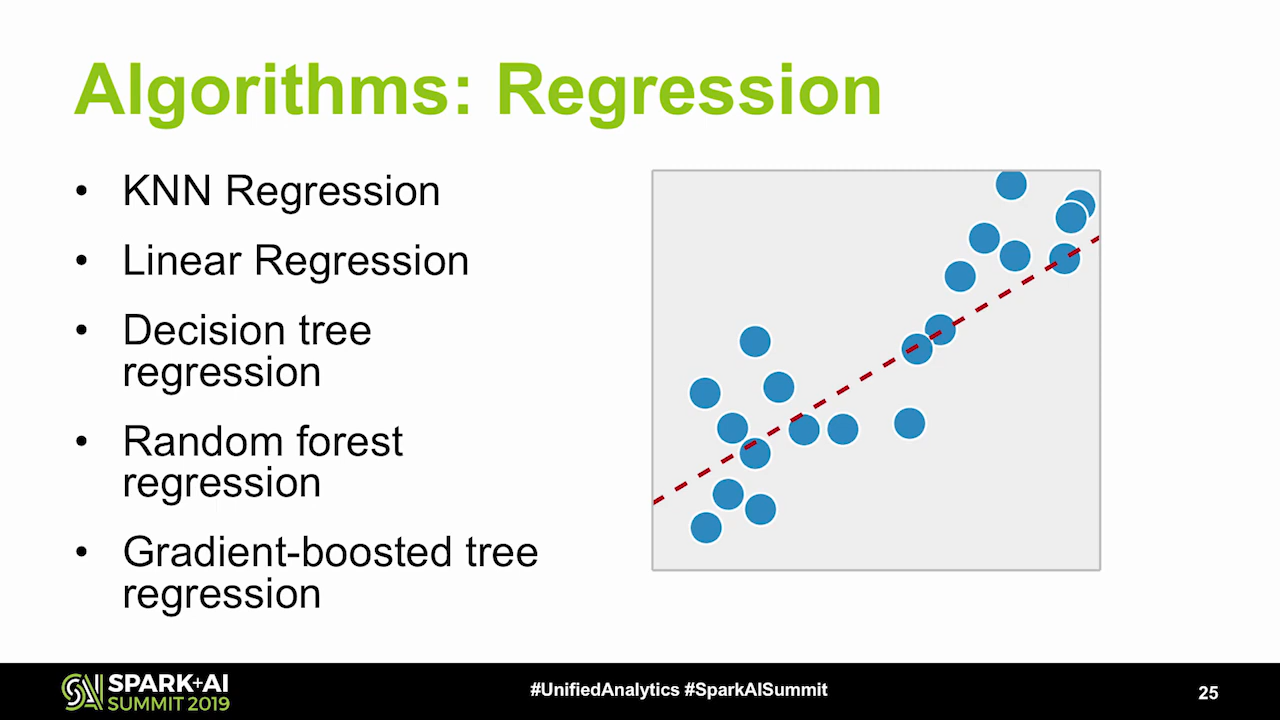 Algorithms: Regression
• KNN Regression
• Linear Regression
• Decision tree
regression
• Random forest
regression
• Gradient-boosted tree
regression
SPARK+AI
SUMMIT 2019
#UnifiedAnalytics #SparkAISummit
25